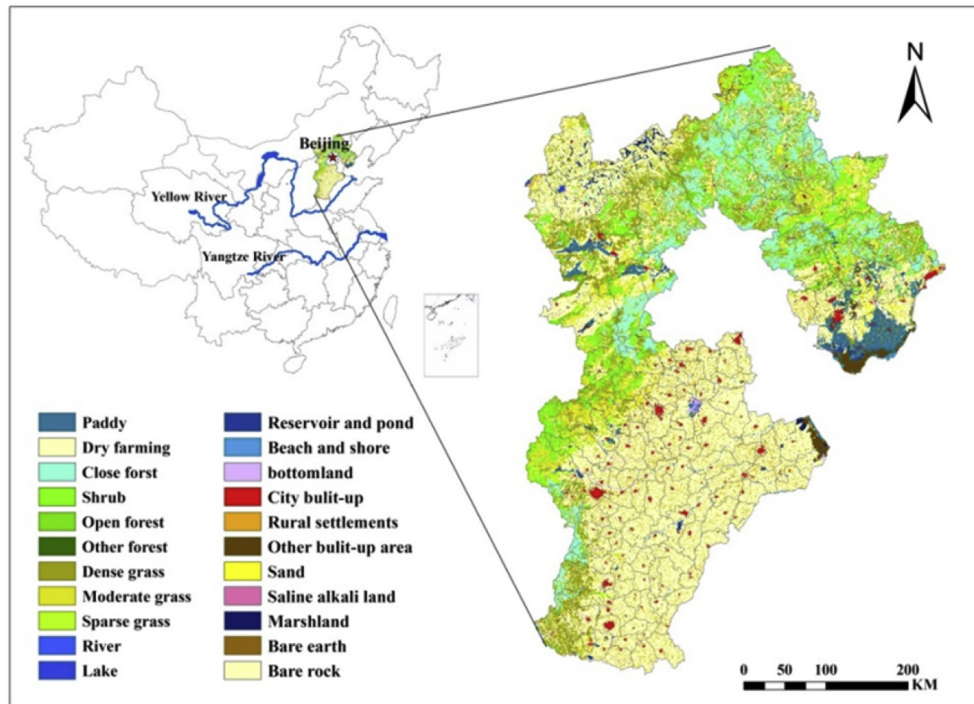 N
Beijing
Yellow River
Yangtze River
Paddy
Dry farming
Close forst
Shrub
Open forest
Other forest
Dense grass
Moderate grass
Sparse grass
River
Lake
Reservoir and pond
Beach and shore
bottomland
City bulit-up
Rural settlements
Other bulit-up area
Sand
Saline alkali land
Marshland
Bare earth
Bare rock
0 50 100 200
KM